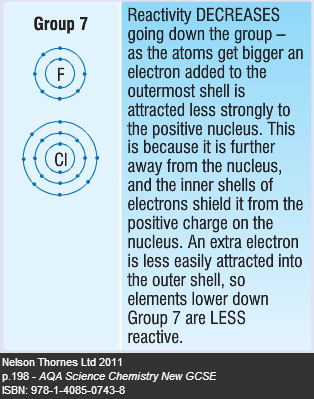 Group 7
F
Cl
Reactivity DECREASES
going down the group –
as the atoms get bigger an
electron added to the
outermost shell is
attracted less strongly to
the positive nucleus. This
is because it is further
away from the nucleus,
and the inner shells of
electrons shield it from the
positive charge on the
nucleus. An extra electron
is less easily attracted into
the outer shell, so
elements lower down
Group 7 are LESS
reactive.
Nelson Thornes Ltd 2011
p.198 - AQA Science Chemistry New GCSE
ISBN: 978-1-4085-0743-8